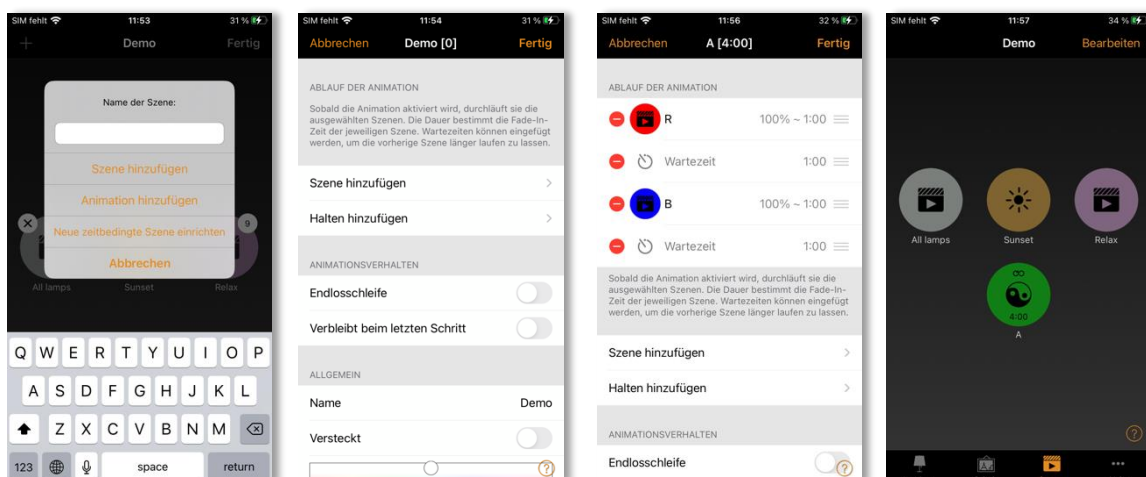 SIM fehlt 11:53 31 %
+ Demo Fertig
Name der Szene:
Szene hinzufügen
Animation hinzufügen
Neue zeitbedingte Szene einrichten
9
Abbrechen
All lamps Sunset Relax
Q W E R T Y U I O P
A S D F G H J K L
Z X C V B N M
123 space return
SIM fehlt 11:54 31 %
Abbrechen Demo [0] Fertig
ABLAUF DER ANIMATION
Sobald die Animation aktiviert wird, durchläuft sie die
ausgewählten Szenen. Die Dauer bestimmt die Fade-In-
Zeit der jeweiligen Szene. Wartezeiten können eingefügt
werden, um die vorherige Szene länger laufen zu lassen.
Szene hinzufügen
Halten hinzufügen
ANIMATIONSVERHALTEN
Endlosschleife
Verbleibt beim letzten Schritt
ALLGEMEIN
Name Demo
Versteckt
?
SIM fehlt 11:56 32 %
Abbrechen A [4:00] Fertig
ABLAUF DER ANIMATION
R 100% ~ 1:00
Wartezeit 1:00
B 100% ~ 1:00
Wartezeit 1:00
Sobald die Animation aktiviert wird, durchläuft sie die
ausgewählten Szenen. Die Dauer bestimmt die Fade-In-
Zeit der jeweiligen Szene. Wartezeiten können eingefügt
werden, um die vorherige Szene länger laufen zu lassen.
Szene hinzufügen
Halten hinzufügen
ANIMATIONSVERHALTEN
Endlosschleife
?
SIM fehlt 11:57 34 %
Demo Bearbeiten
All lamps Sunset Relax
∞
4:00
A
?